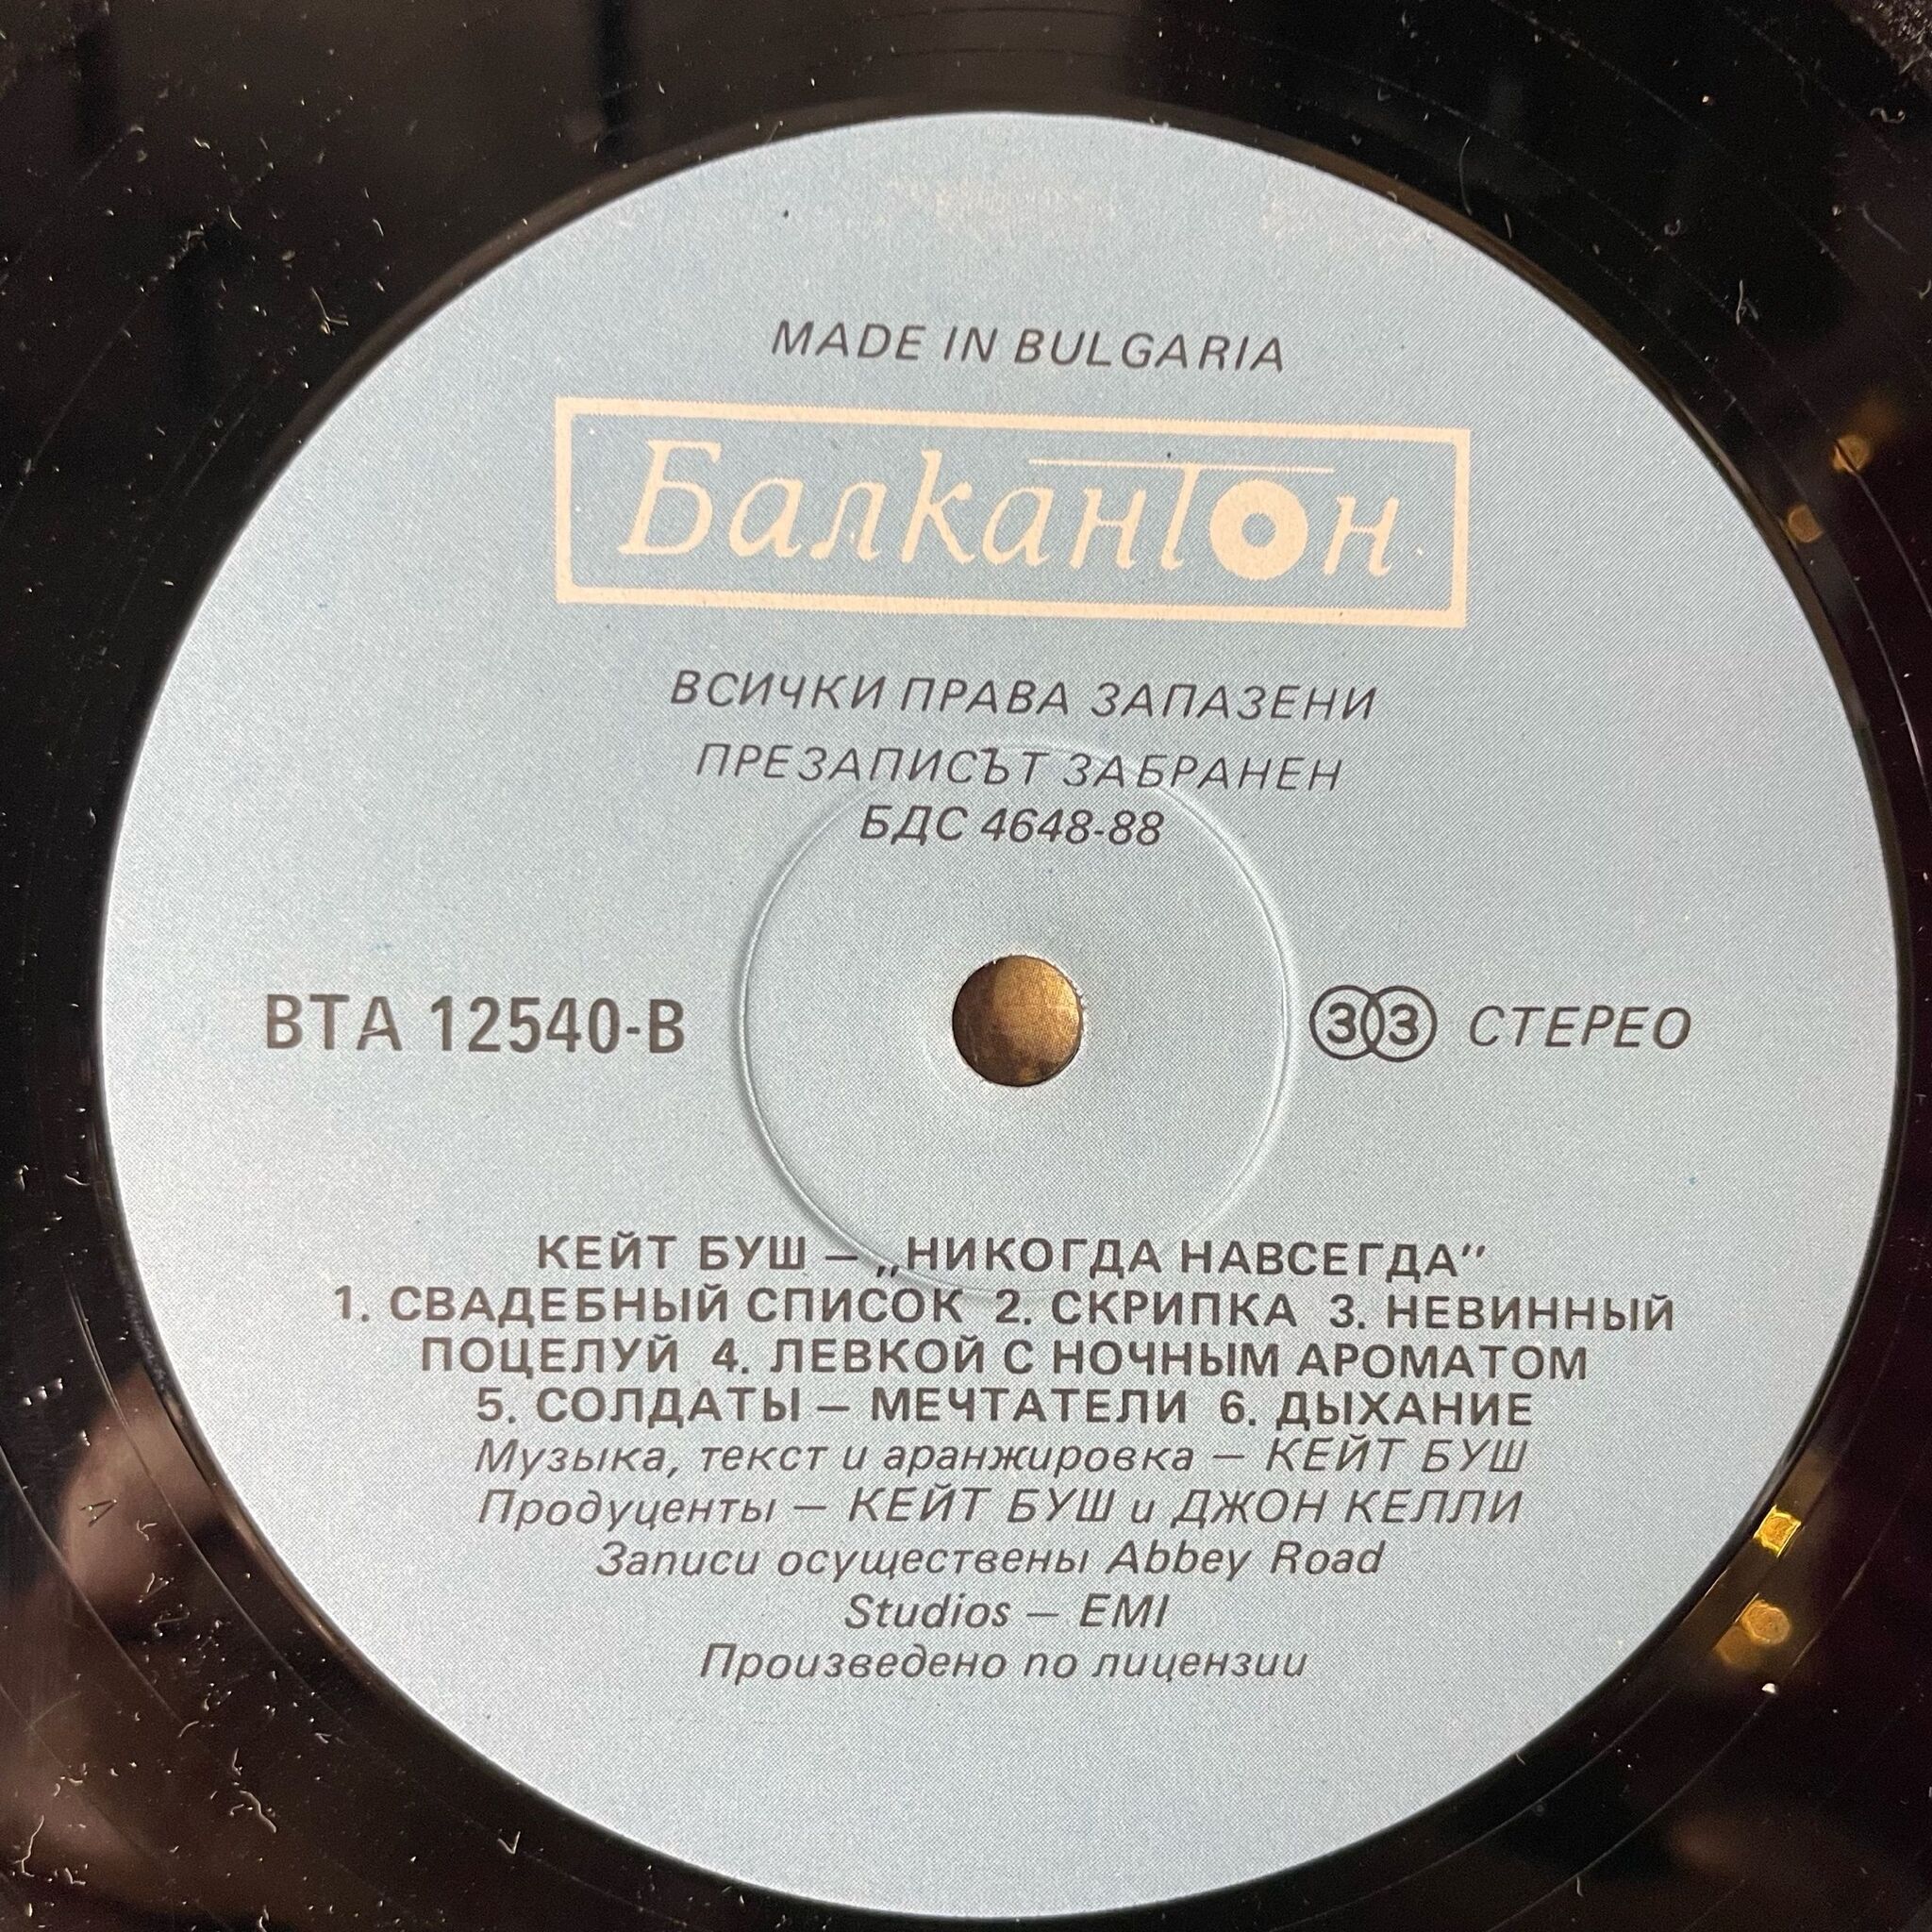 MADE IN BULGARIA
Балкантон
ВСИЧКИ ПРАВА ЗАПАЗЕНИ
ПРЕЗАПИСЪТ ЗАБРАНЕН
БДС 4648-88
ВТА 12540-В
33 СТЕРЕО
КЕЙТ БУШ — „НИКОГДА НАВСЕГДА”
1. СВАДЕБНЫЙ СПИСОК 2. СКРИПКА 3. НЕВИННЫЙ
ПОЦЕЛУЙ 4. ЛЕВКОЙ С НОЧНЫМ АРОМАТОМ
5. СОЛДАТЫ — МЕЧТАТЕЛИ 6. ДЫХАНИЕ
Музыка, текст и аранжировка — КЕЙТ БУШ
Продуценты — КЕЙТ БУШ и ДЖОН КЕЛЛИ
Записи осуществены Abbey Road
Studios — EMI
Произведено по лицензии